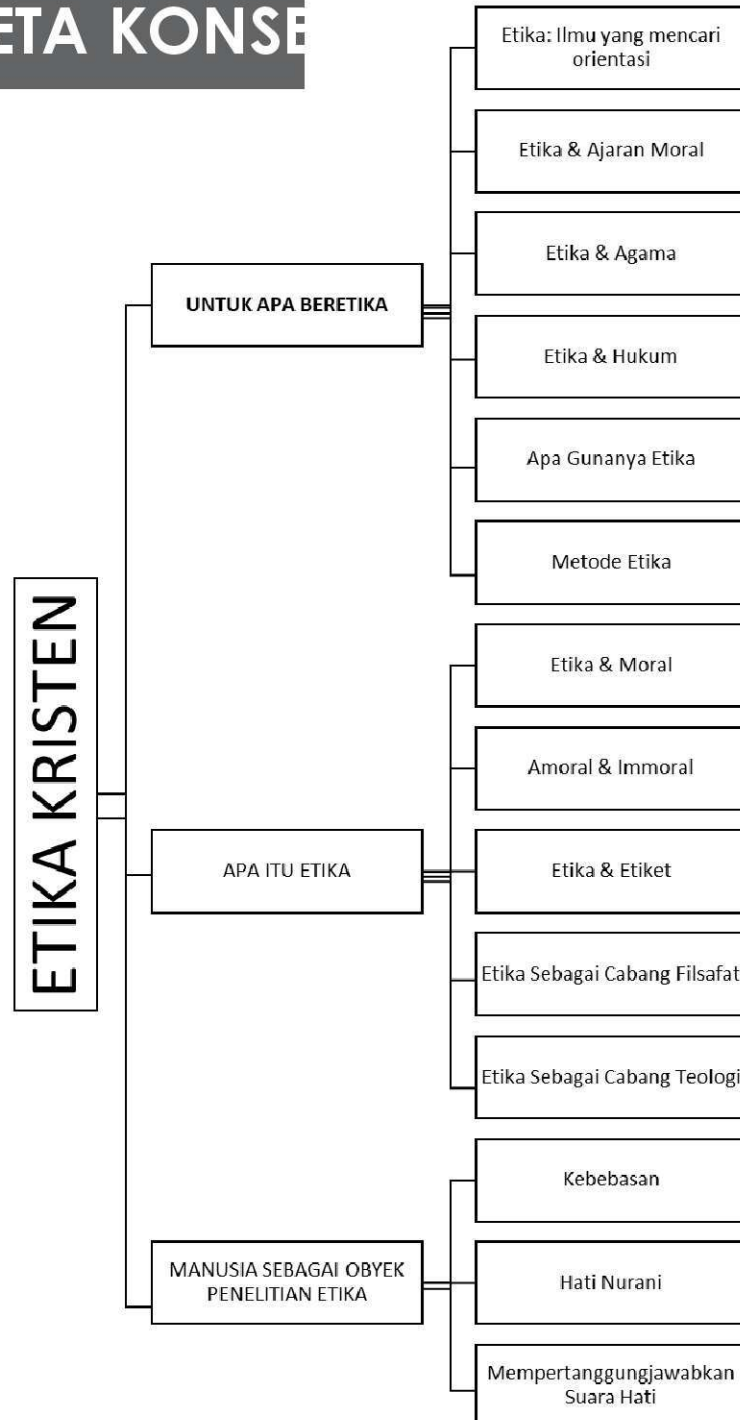 ETA KONSE
Etika: Ilmu yang mencari
orientasi
Etika & Ajaran Moral
Etika & Agama
UNTUK APA BERETIKA
Etika & Hukum
Apa Gunanya Etika
Metode Etika
ETIKA KRISTEN
Etika & Moral
Amoral & Immoral
APA ITU ETIKA
Etika & Etiket
Etika Sebagai Cabang Filsafat
Etika Sebagai Cabang Teologi
Kebebasan
MANUSIA SEBAGAI OBYEK
PENELITIAN ETIKA
Hati Nurani
Mempertanggungjawabkan
Suara Hati